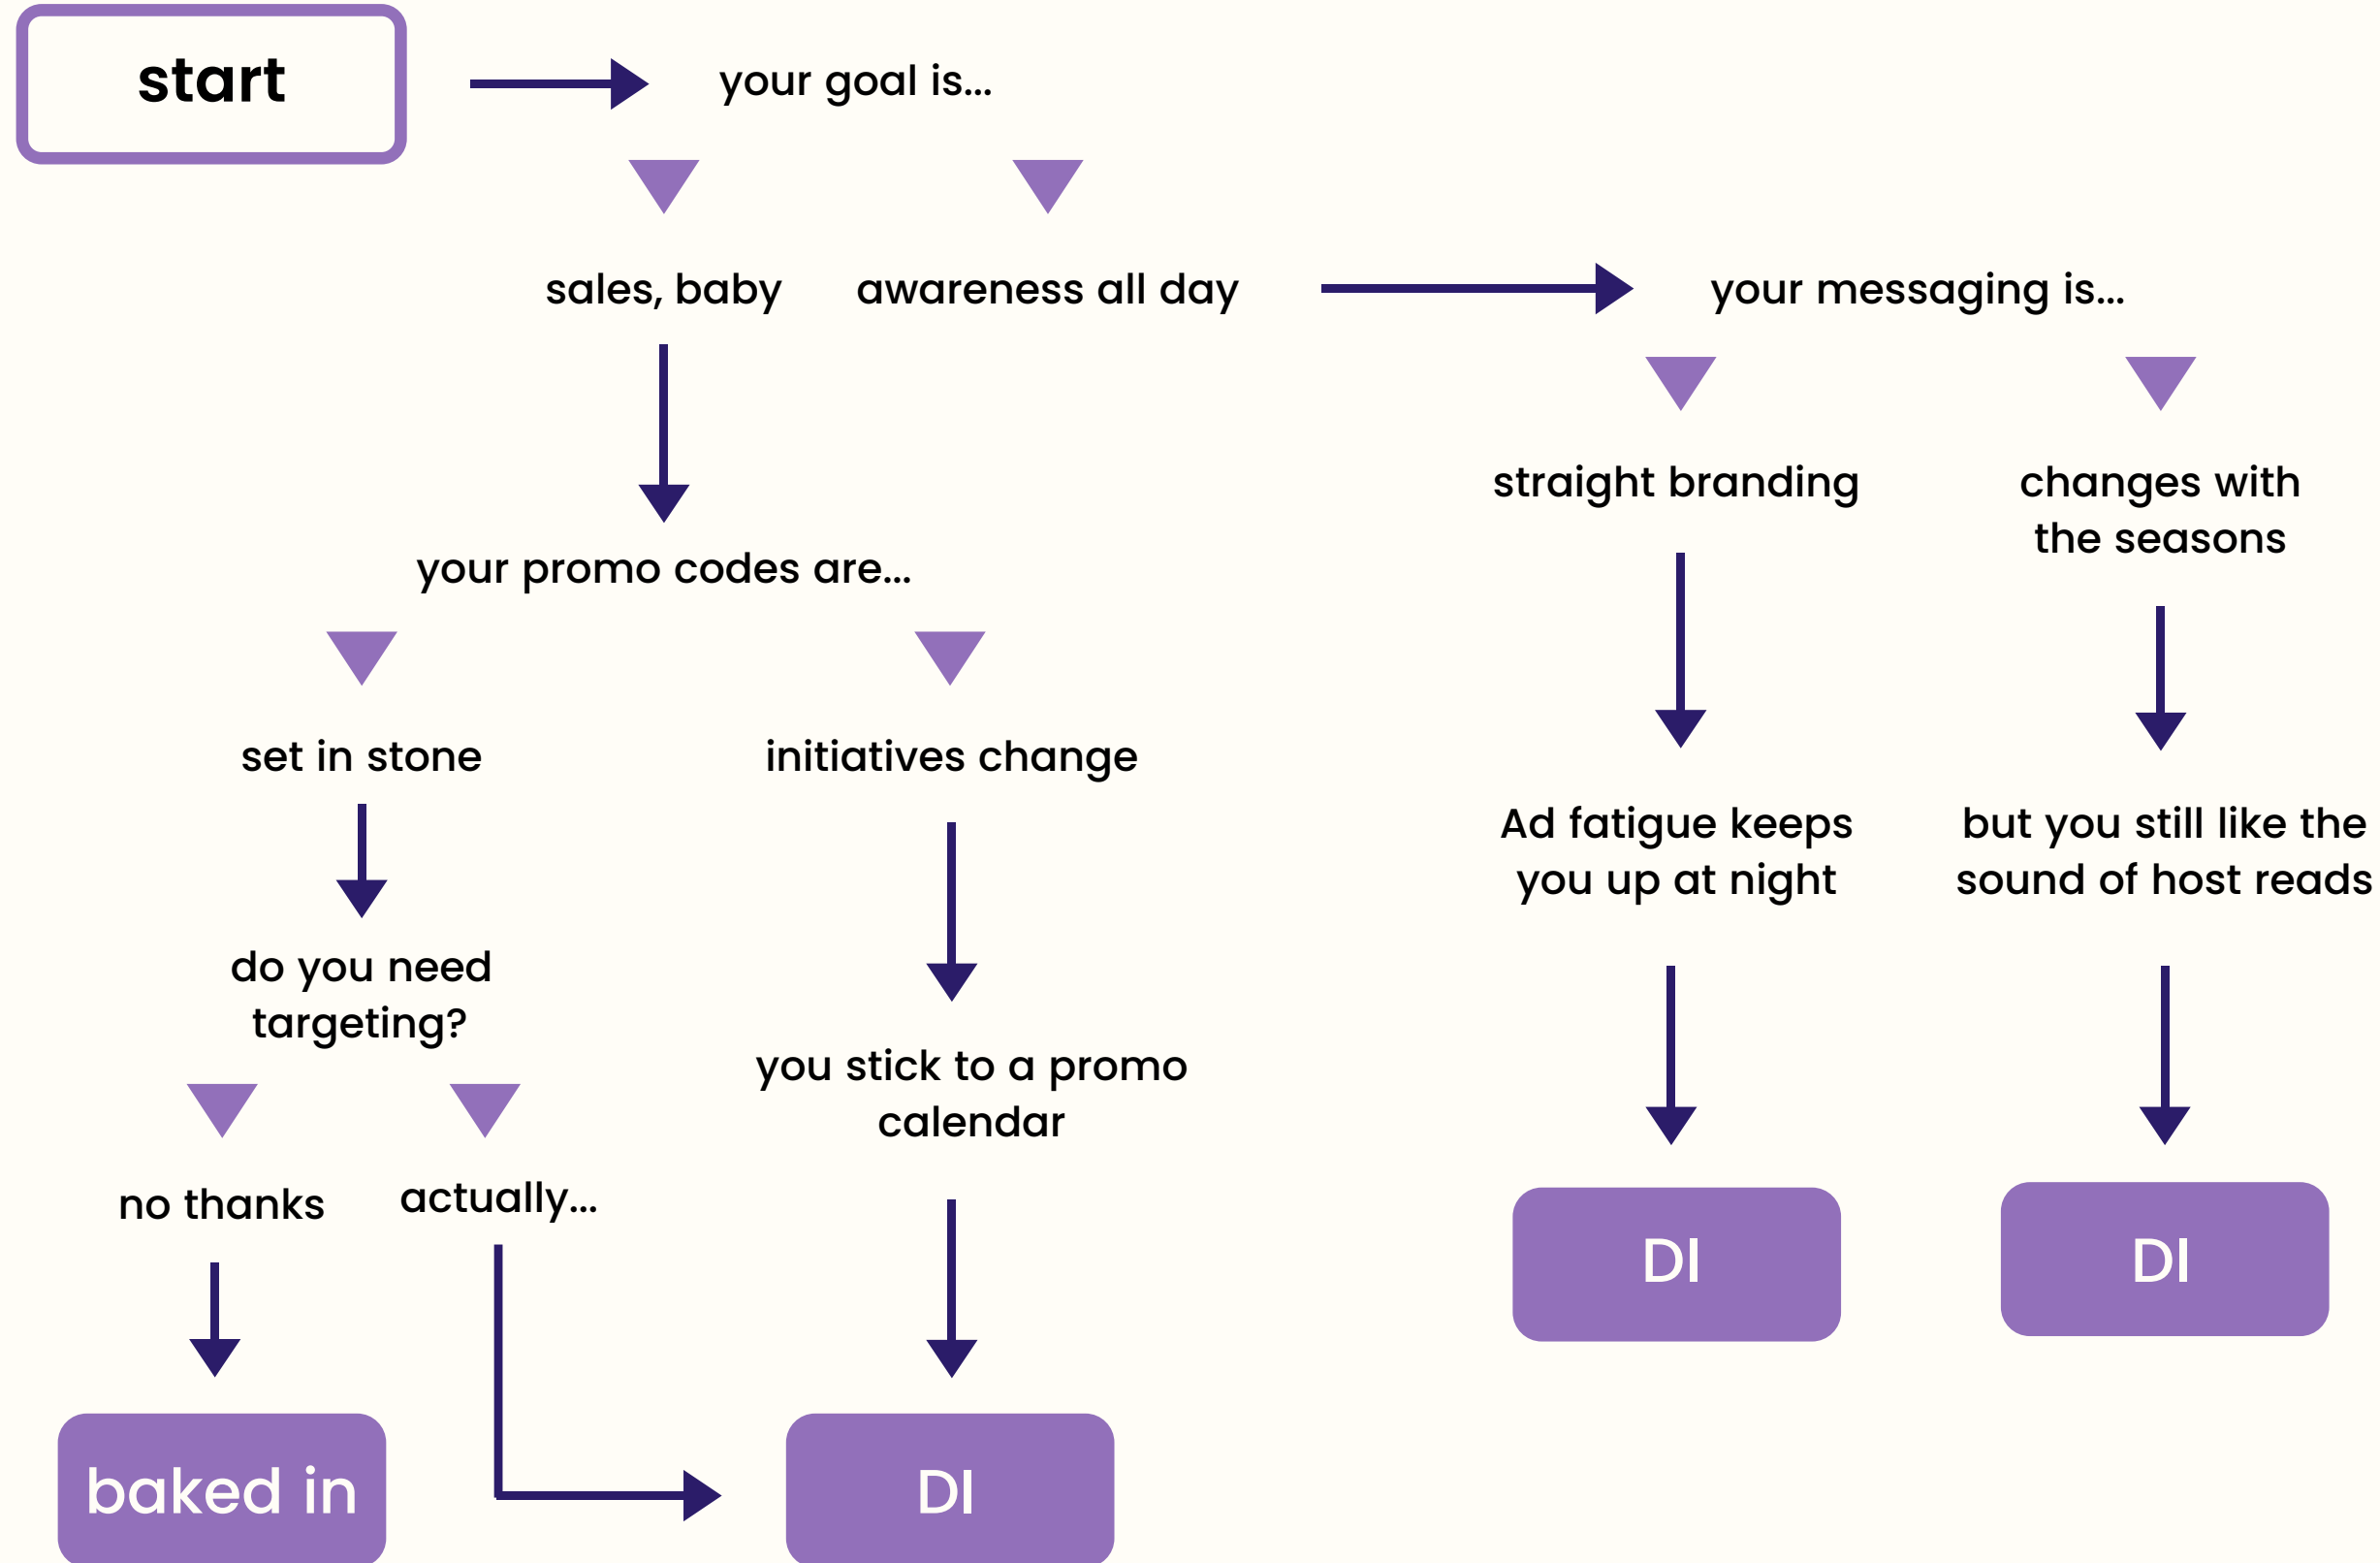 start
your goal is...
sales, baby
awareness all day
your messaging is...
straight branding
changes with
the seasons
your promo codes are...
set in stone
initiatives change
Ad fatigue keeps
you up at night
but you still like the
sound of host reads
do you need
targeting?
you stick to a promo
calendar
no thanks
actually...
DI
DI
baked in
DI